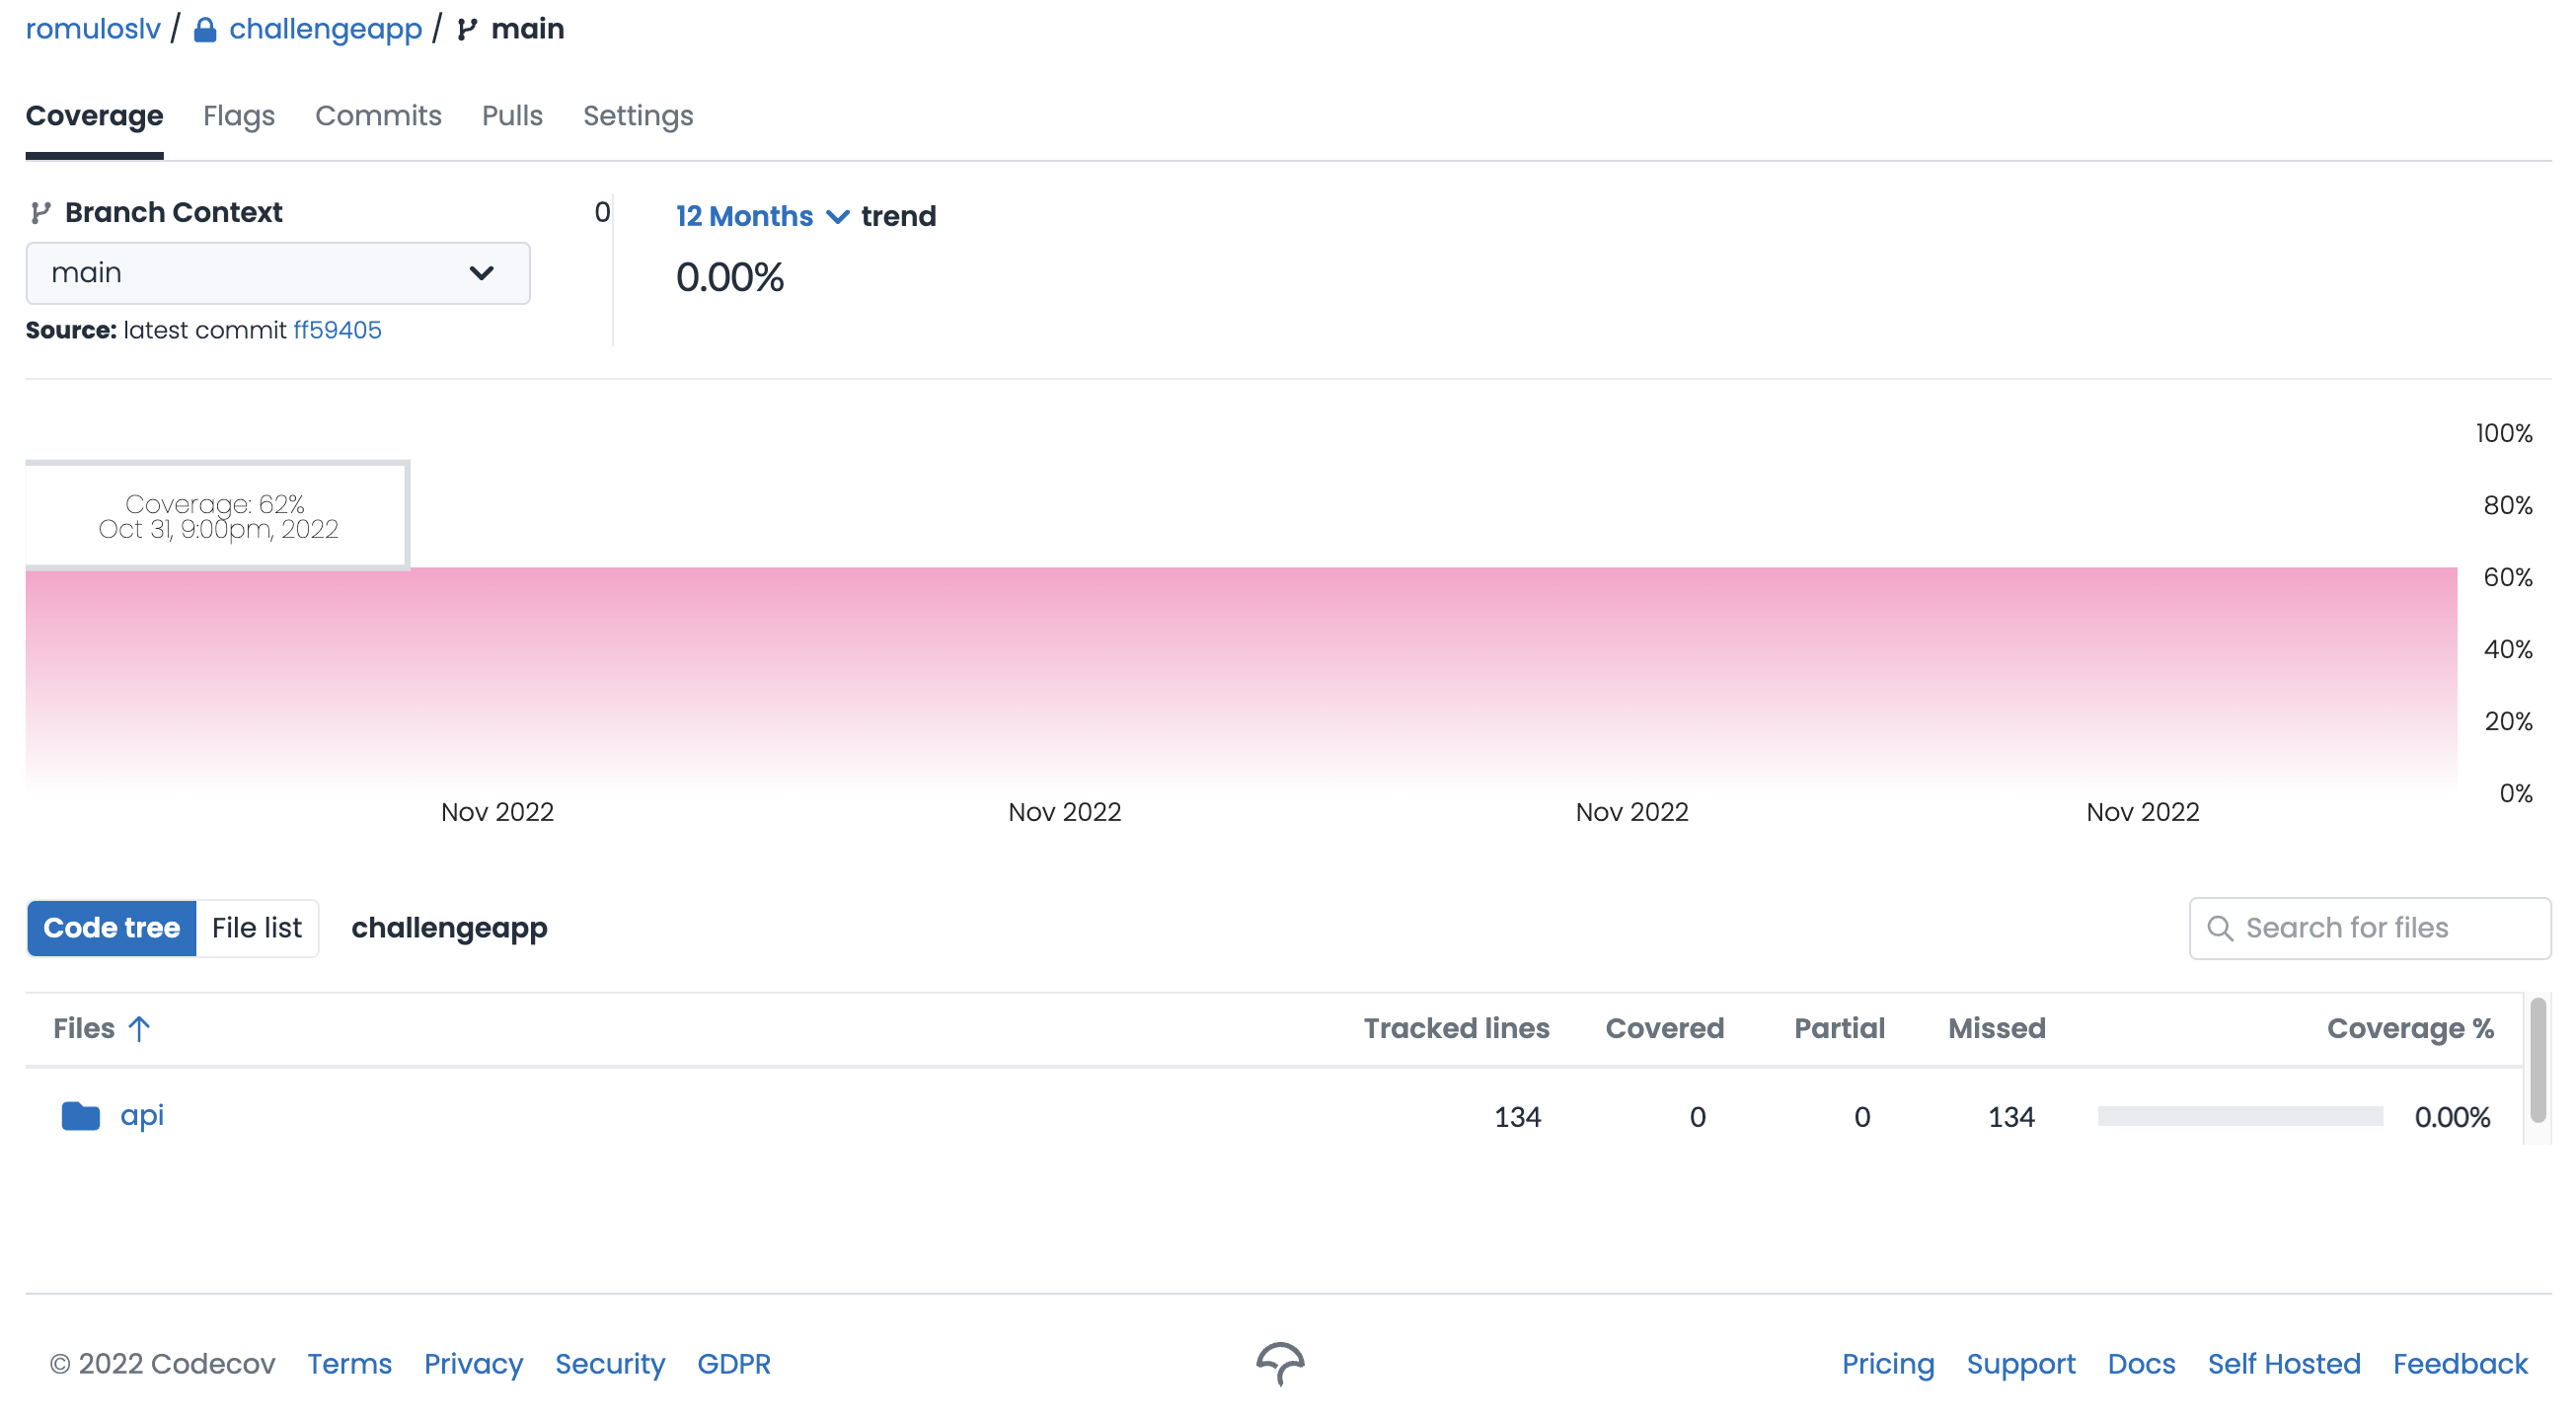 romuloslv / challengeapp / main
Coverage Flags Commits Pulls Settings
Branch Context 0
main
Source: latest commit ff59405
12 Months trend
0.00%
100%
80%
60%
40%
20%
0%
Coverage: 62%
Oct 31, 9:00pm, 2022
Nov 2022 Nov 2022 Nov 2022 Nov 2022
Code tree File list challengeapp Search for files
Files Tracked lines Covered Partial Missed Coverage %
api 134 0 0 134 0.00%
© 2022 Codecov Terms Privacy Security GDPR Pricing Support Docs Self Hosted Feedback